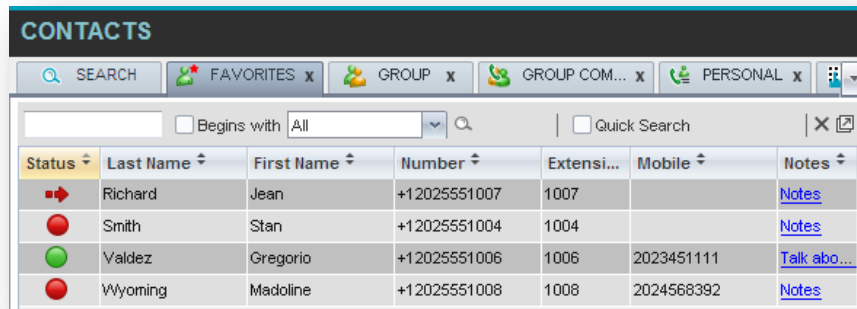 CONTACTS
SEARCH FAVORITES x GROUP x GROUP COM... x PERSONAL x
Begins with All Quick Search
Status Last Name First Name Number Extensi... Mobile Notes
Richard Jean +12025551007 1007 Notes
Smith Stan +12025551004 1004 Notes
Valdez Gregorio +12025551006 1006 2023451111 Talk abo...
Wyoming Madoline +12025551008 1008 2024568392 Notes